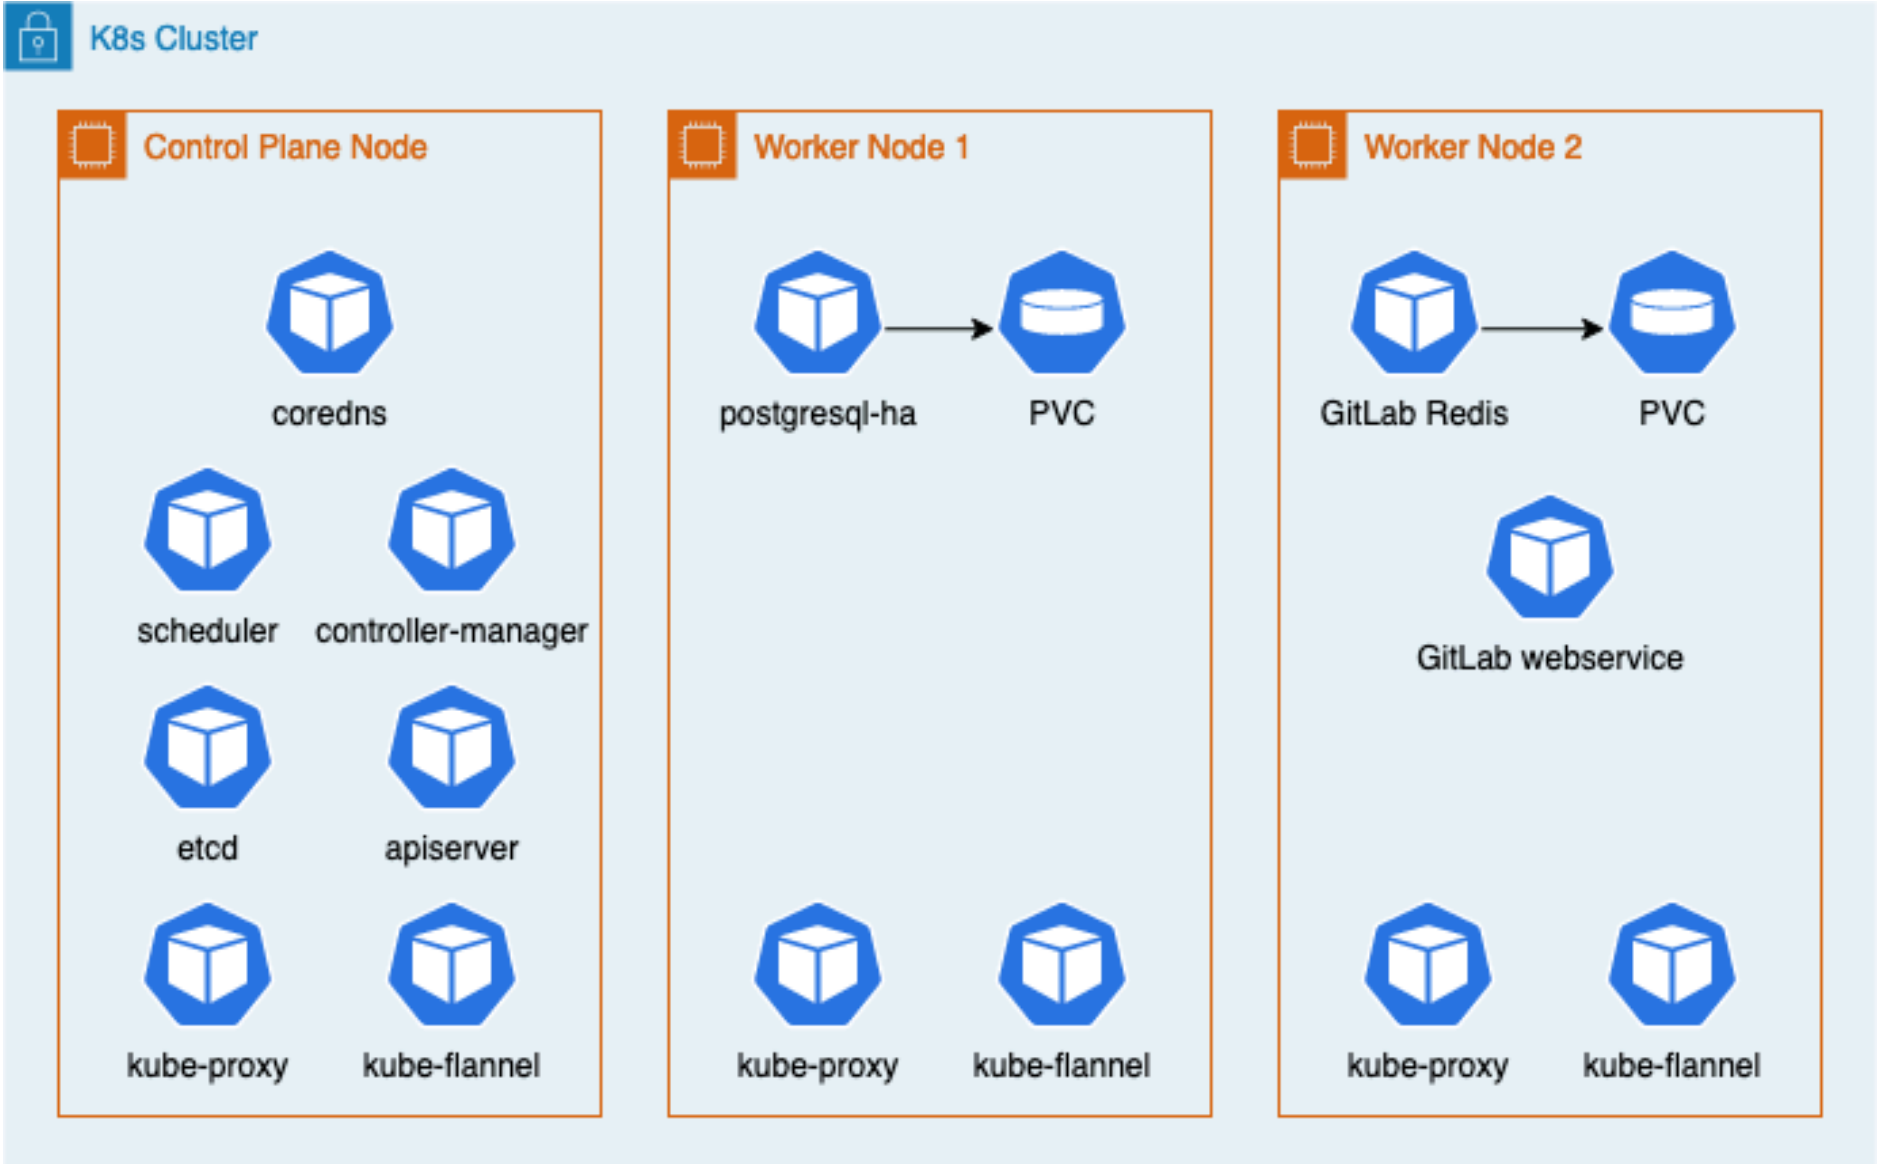 K8s Cluster
Control Plane Node
coredns
scheduler
controller-manager
etcd
apiserver
kube-proxy
kube-flannel
Worker Node 1
postgresql-ha
PVC
kube-proxy
kube-flannel
Worker Node 2
GitLab Redis
PVC
GitLab webservice
kube-proxy
kube-flannel